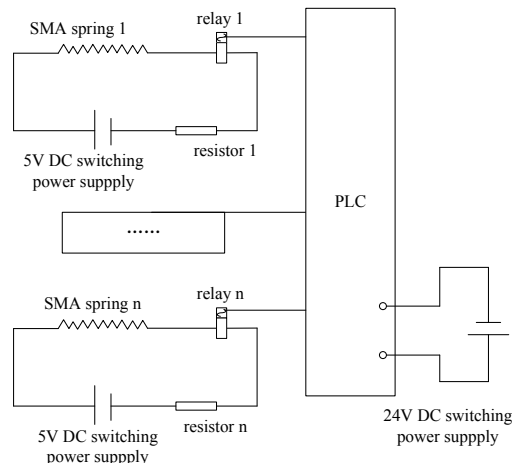 relay 1
SMA spring 1
resistor 1
5V DC switching
power suppply
PLC
......
relay n
SMA spring n
resistor n
5V DC switching
power suppply
24V DC switching
power suppply